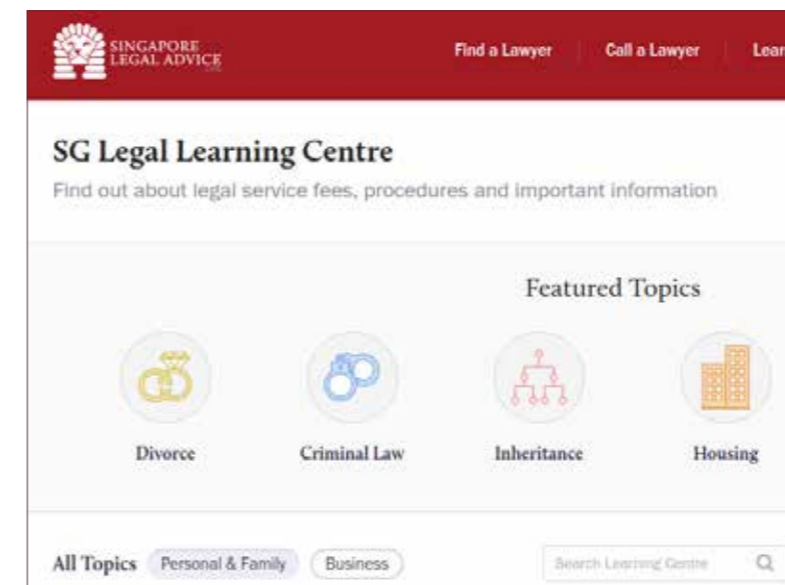 SINGAPORE
LEGAL ADVICE
Find a Lawyer Call a Lawyer Lear
SG Legal Learning Centre
Find out about legal service fees, procedures and important information
Featured Topics
Divorce Criminal Law Inheritance Housing
All Topics Personal & Family Business Search Learning Centre